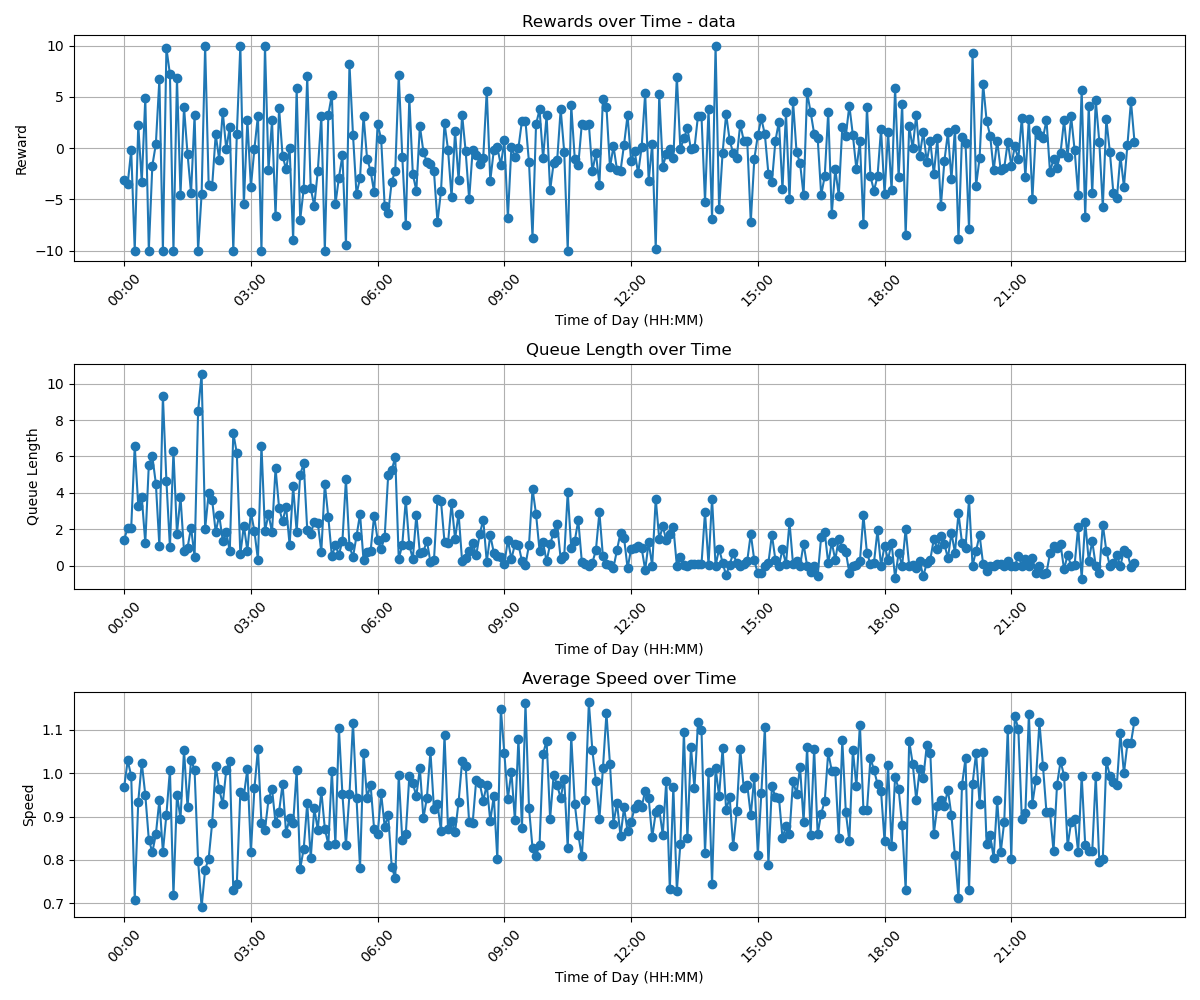 Rewards over Time - data
10
5
0
−5
−10
Reward
00:00 03:00 06:00 09:00 12:00 15:00 18:00 21:00
Time of Day (HH:MM)
Queue Length over Time
10
8
6
4
2
0
Queue Length
00:00 03:00 06:00 09:00 12:00 15:00 18:00 21:00
Time of Day (HH:MM)
Average Speed over Time
1.1
1.0
0.9
0.8
0.7
Speed
00:00 03:00 06:00 09:00 12:00 15:00 18:00 21:00
Time of Day (HH:MM)